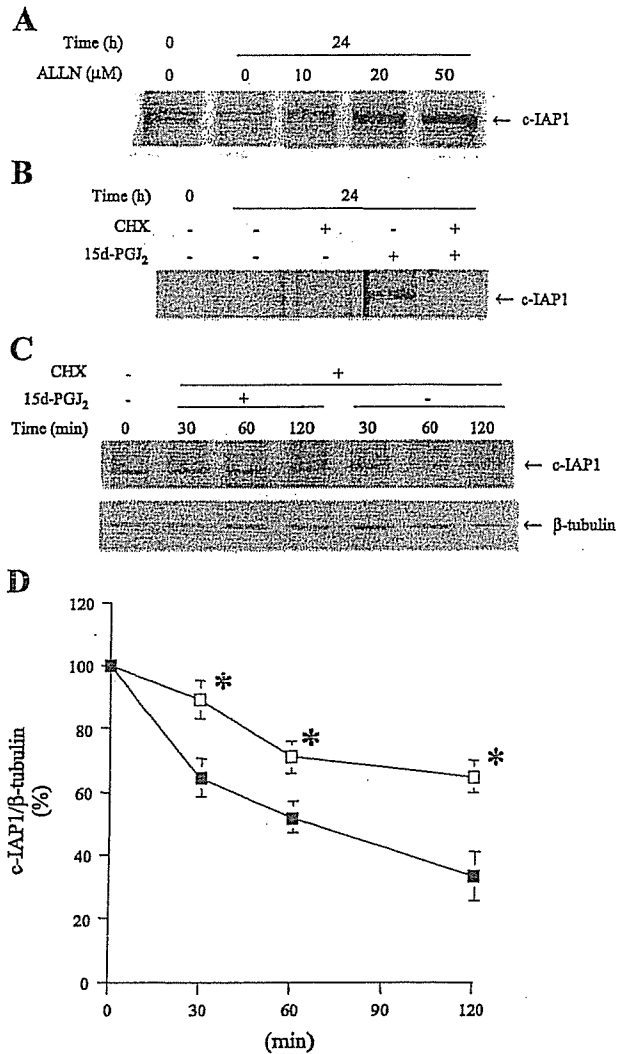 A
Time (h) 0 24
ALLN (μM) 0 0 10 20 50
← c-IAP1
B
Time (h) 0 24
CHX - - + - +
15d-PGJ2 - - - + +
← c-IAP1
C
CHX - +
15d-PGJ2 - + -
Time (min) 0 30 60 120 30 60 120
← c-IAP1
← β-tubulin
D
120
100
80
60
40
20
0
c-IAP1/β-tubulin
(%)
* * *
0 30 60 90 120
(min)